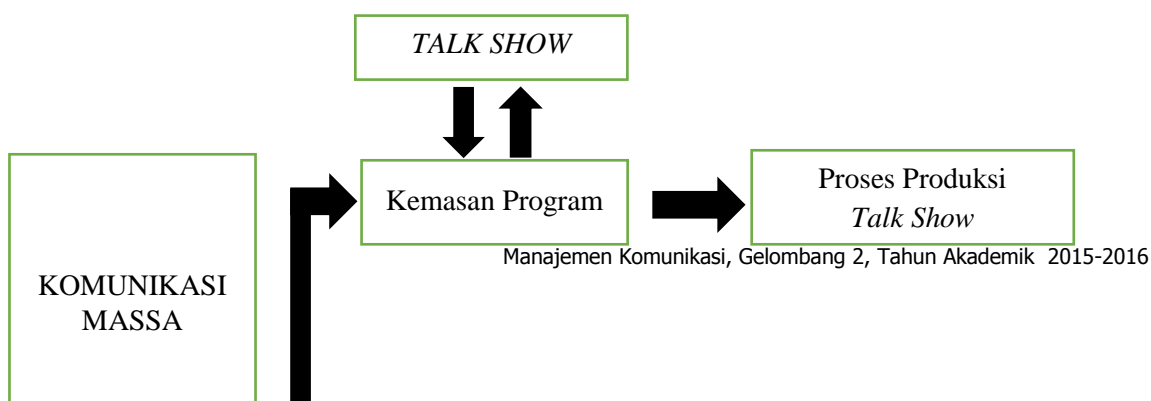 TALK SHOW
Kemasan Program
Proses Produksi
Talk Show
Manajemen Komunikasi, Gelombang 2, Tahun Akademik  2015-2016
KOMUNIKASI
MASSA